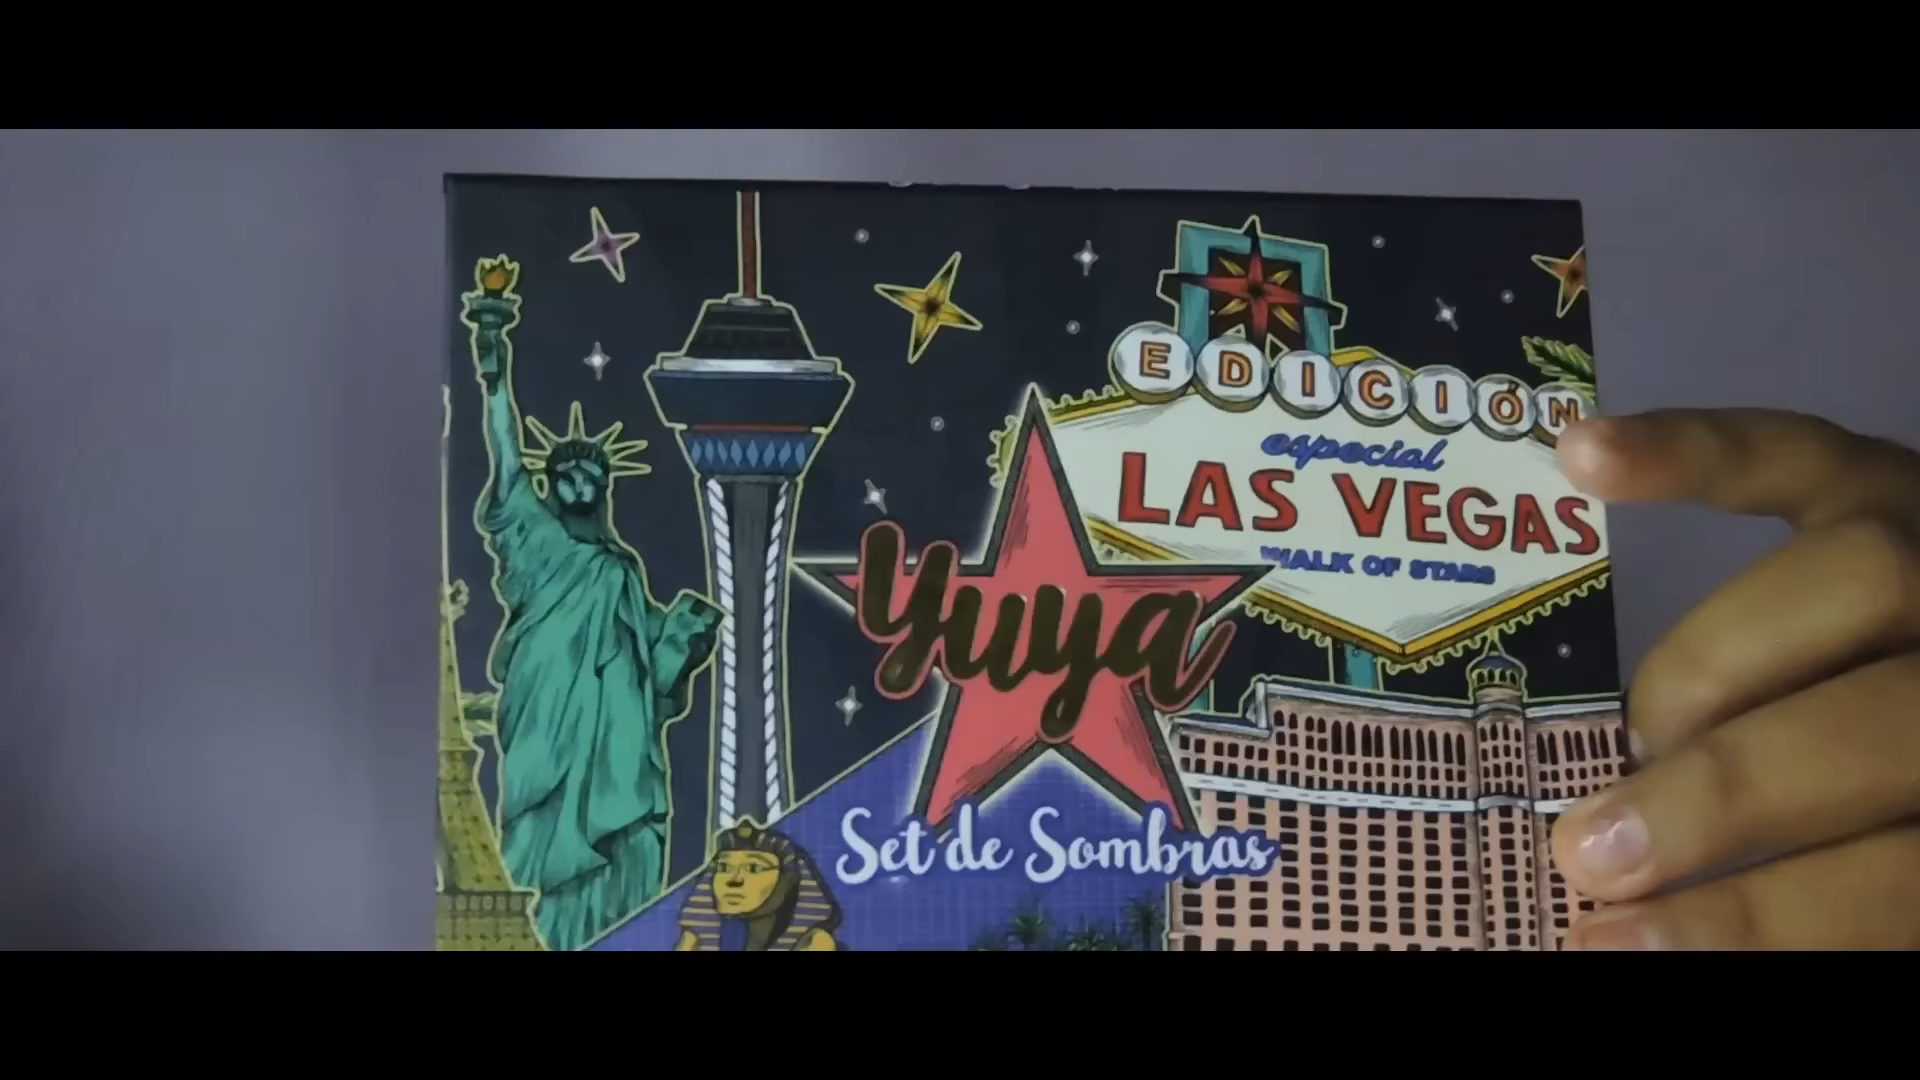 EDICIÓN
especial
LAS VEGAS
WALK OF STARS
Yuya
Set de Sombras